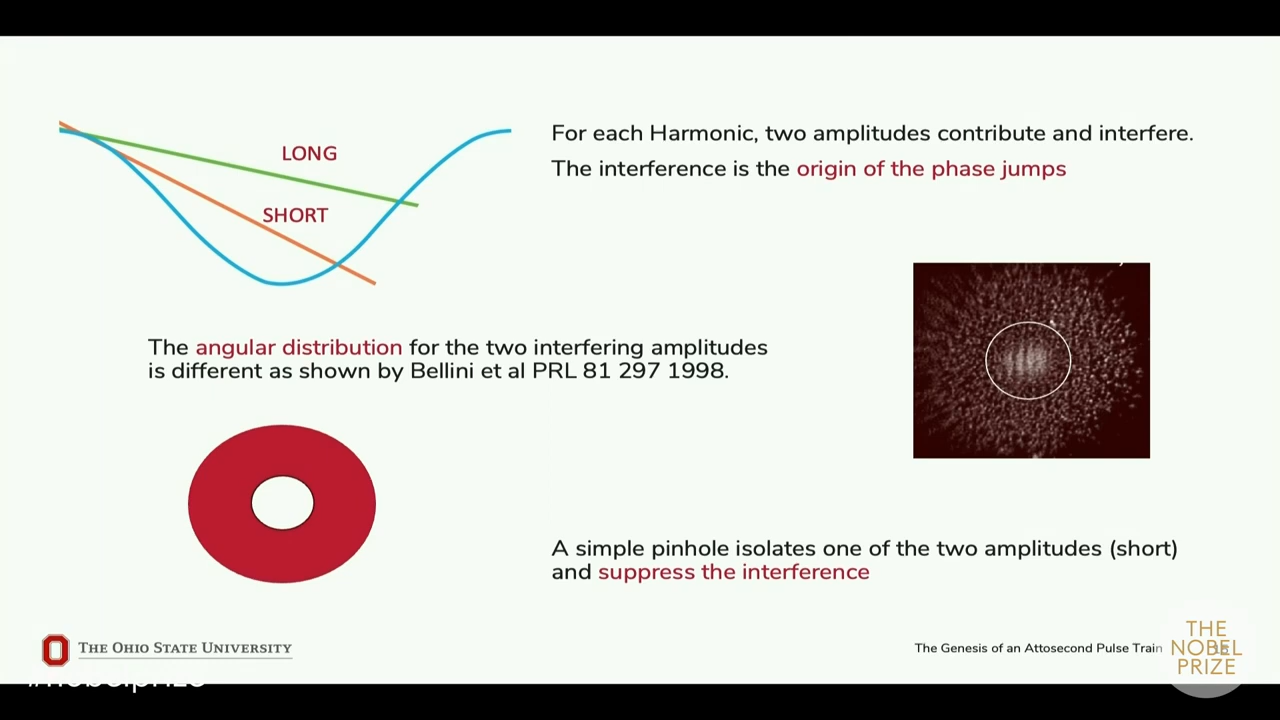 For each Harmonic, two amplitudes contribute and interfere.
The interference is the origin of the phase jumps
LONG
SHORT
The angular distribution for the two interfering amplitudes
is different as shown by Bellini et al PRL 81 297 1998.
A simple pinhole isolates one of the two amplitudes (short)
and suppress the interference
THE OHIO STATE UNIVERSITY
The Genesis of an Attosecond Pulse Train
THE
NOBEL
PRIZE
#nobelprize